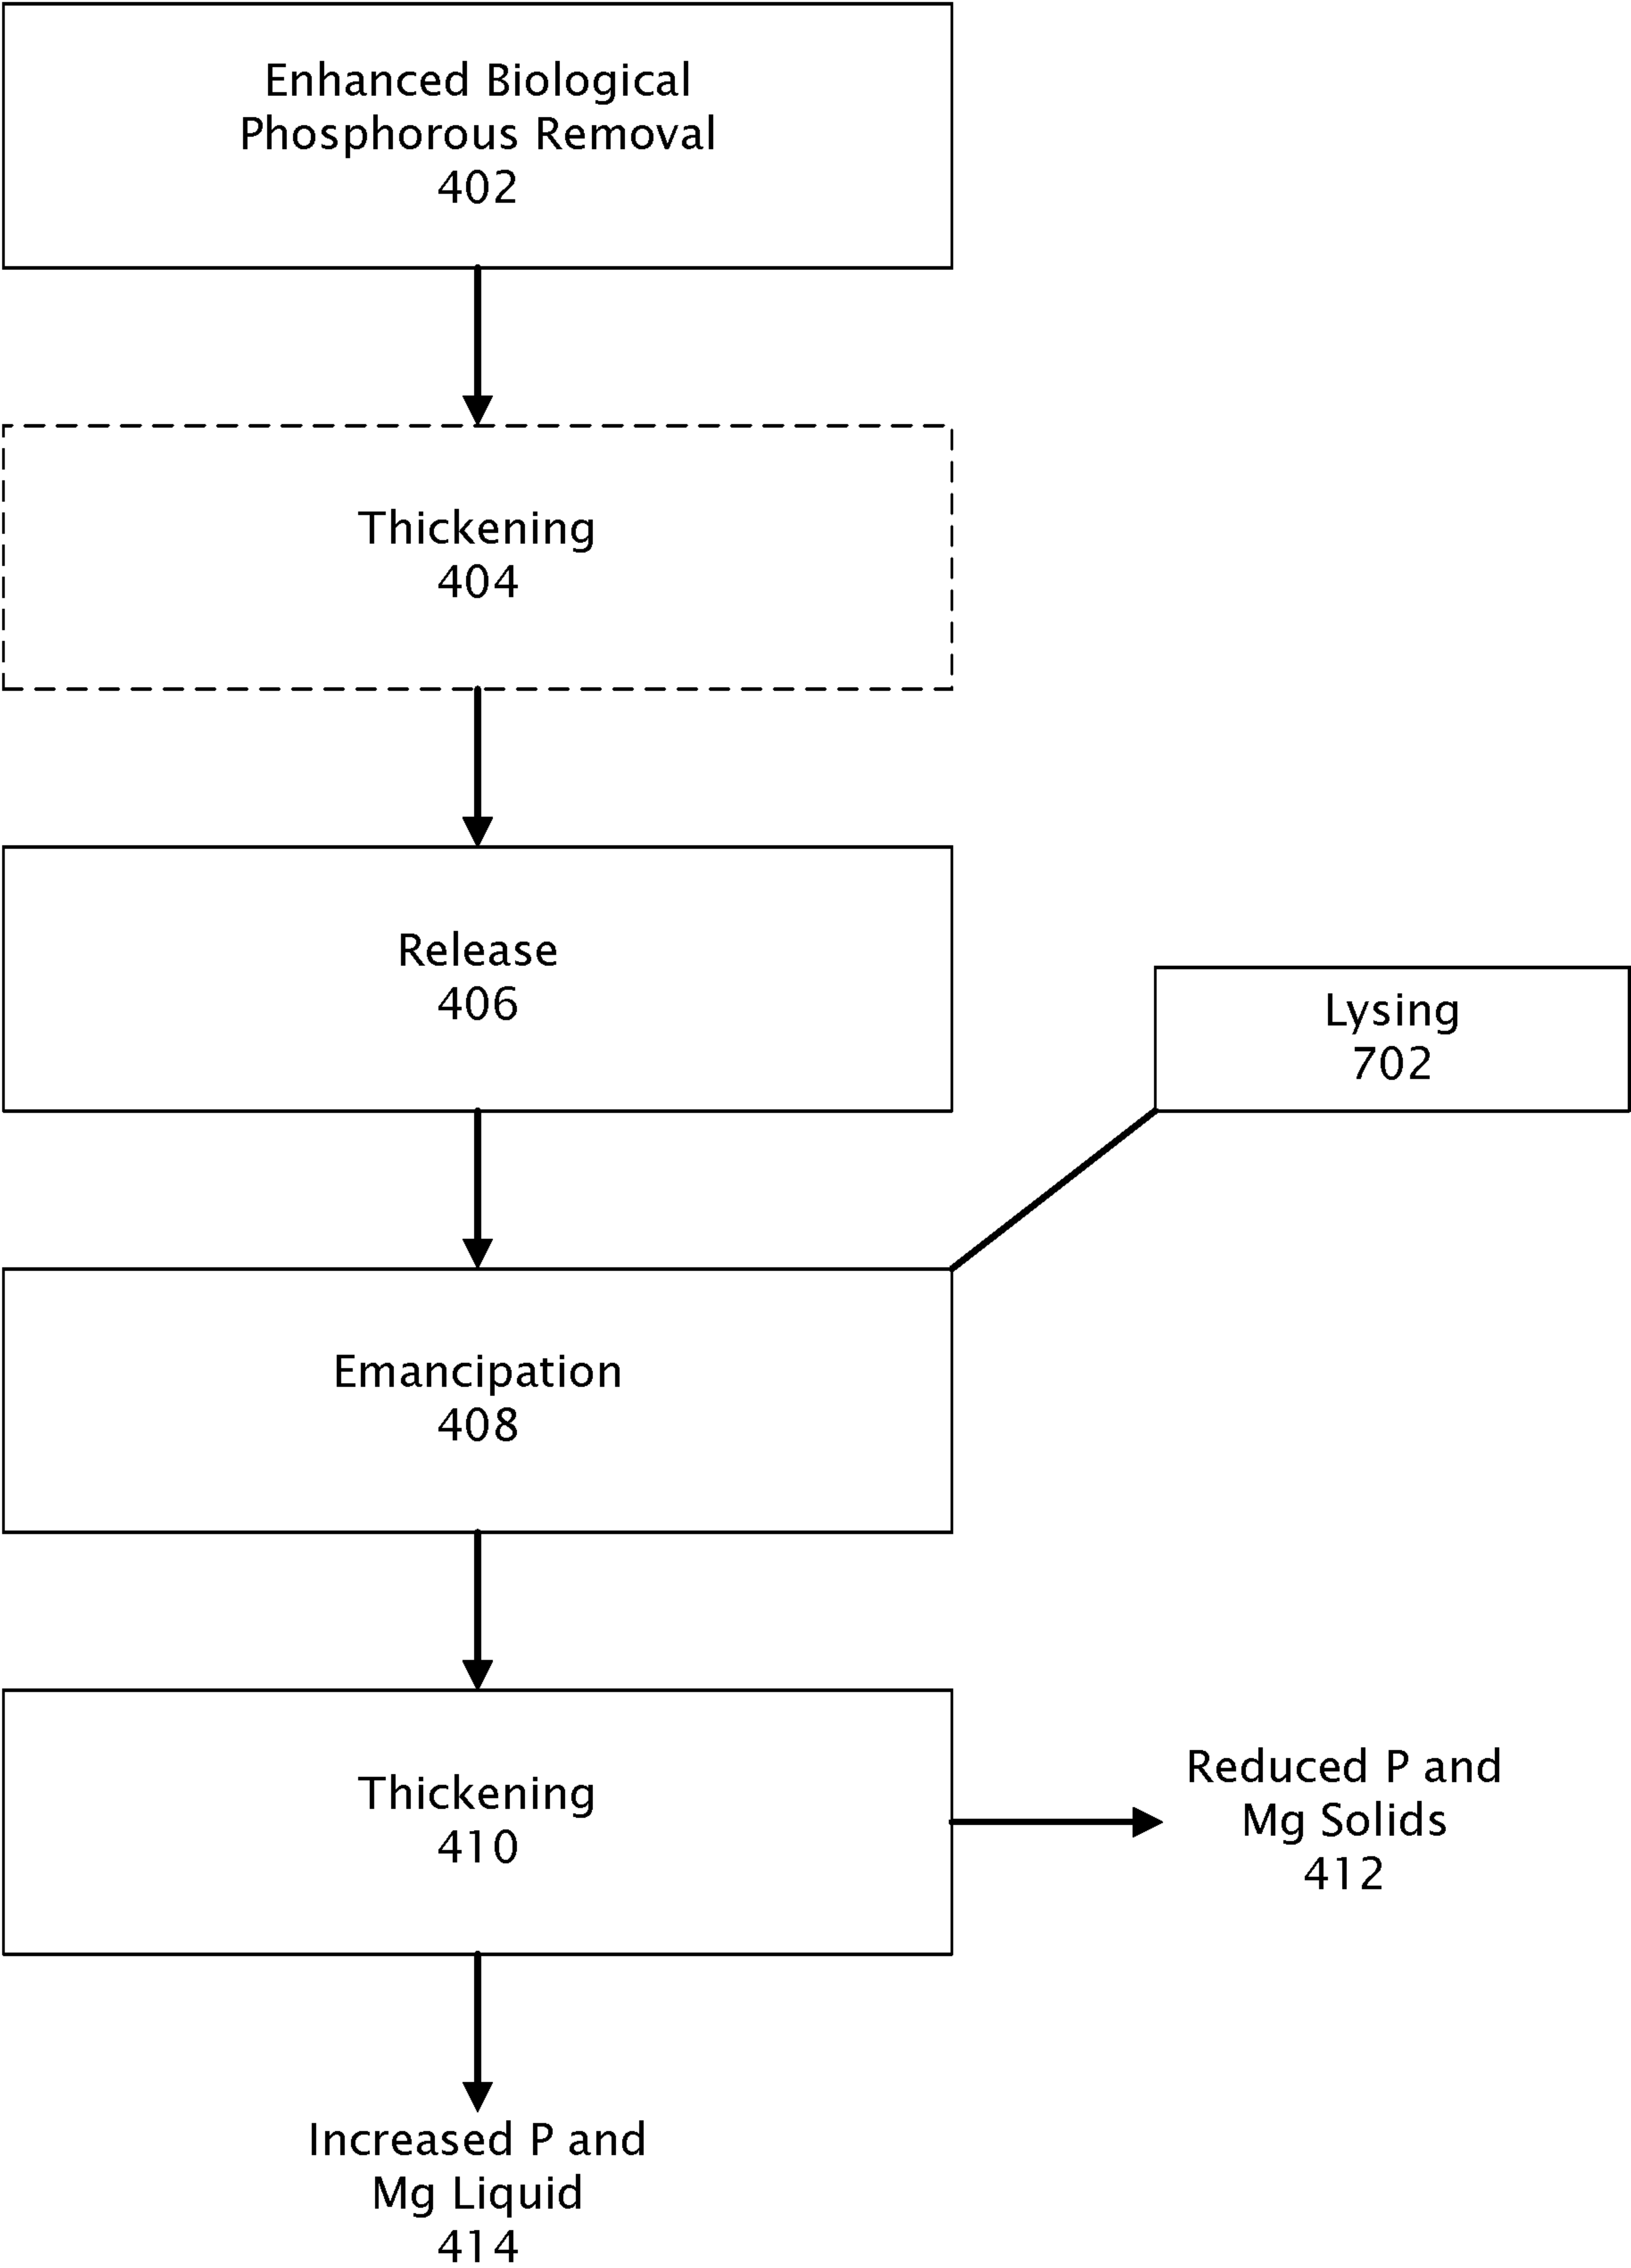 Enhanced Biological
Phosphorous Removal
402
Thickening
404
Release
406
Lysing
702
Emancipation
408
Thickening
410
Reduced P and
Mg Solids
412
Increased P and
Mg Liquid
414